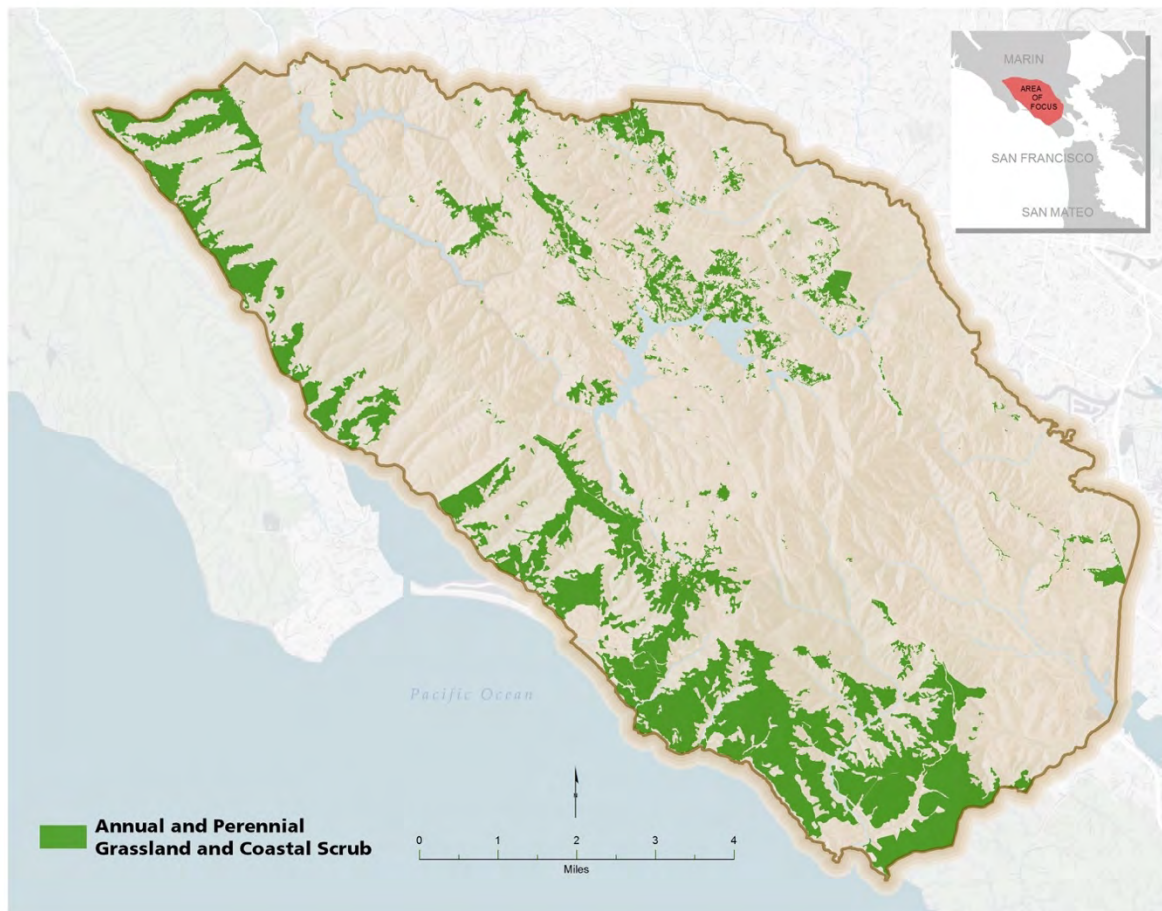 MARIN
AREA
OF
FOCUS
SAN FRANCISCO
SAN MATEO
Pacific Ocean
N
Annual and Perennial
Grassland and Coastal Scrub
0 1 2 3 4
Miles